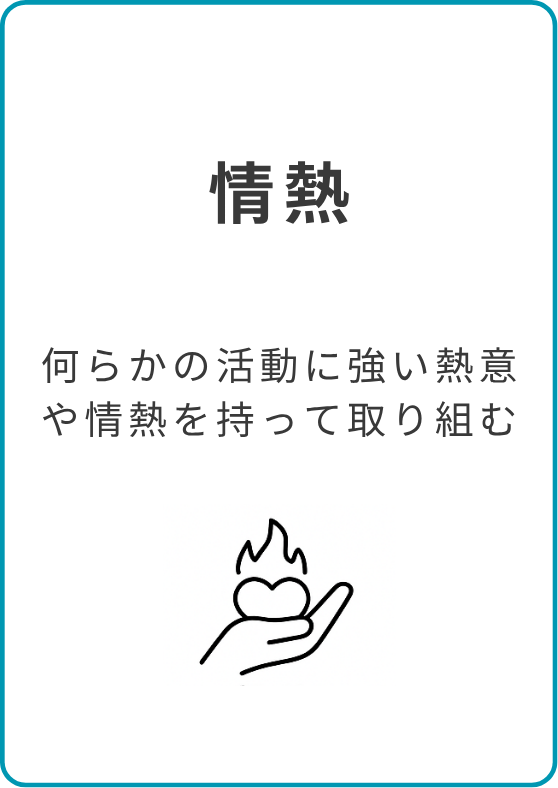 情熱
何らかの活動に強い熱意
や情熱を持って取り組む